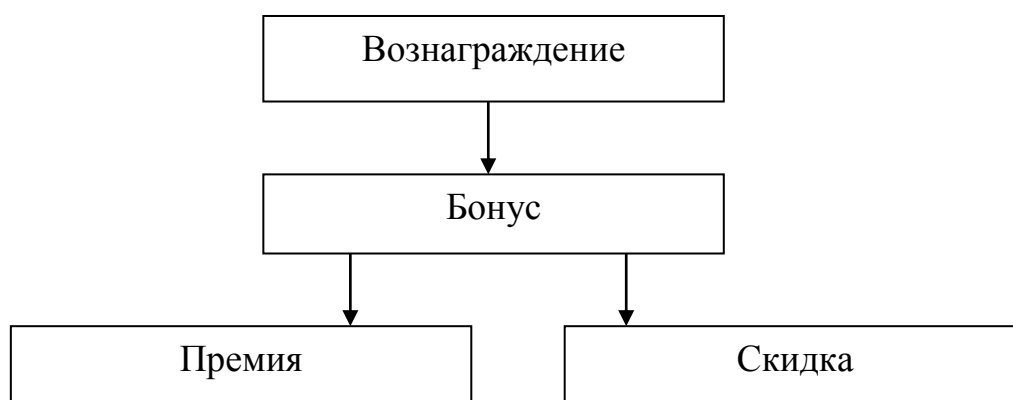 Вознаграждение
Бонус
Премия
Скидка